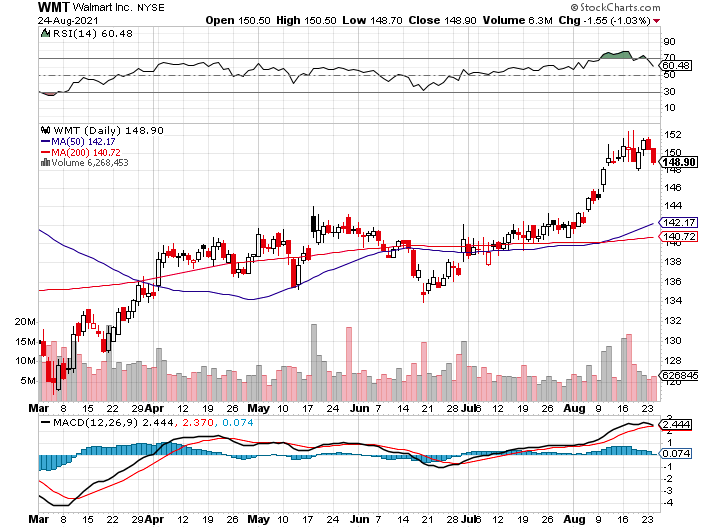 WMT Walmart Inc. NYSE © StockCharts.com
24-Aug-2021 Open 150.50 High 150.50 Low 148.70 Close 148.90 Volume 6.3M Chg -1.55 (-1.03%)
RSI(14) 60.48
90
70
60.48
50
30
10
WMT (Daily) 148.90
MA(50) 142.17
MA(200) 140.72
Volume 6,268,453
152
150
148.90
148
146
144
142.17
140.72
140
138
136
134
132
130
128
126
120
20M
15M
10M
5M
6268453
Mar 8 15 22 29 Apr 12 19 26 May 10 17 24 Jun 7 14 21 28 Jul 6 12 19 26 Aug 9 16 23
MACD(12,26,9) 2.444, 2.370, 0.074
2.444
2
1
0.074
-1
-2
-3
-4
Mar 8 15 22 29 Apr 12 19 26 May 10 17 24 Jun 7 14 21 28 Jul 6 12 19 26 Aug 9 16 23